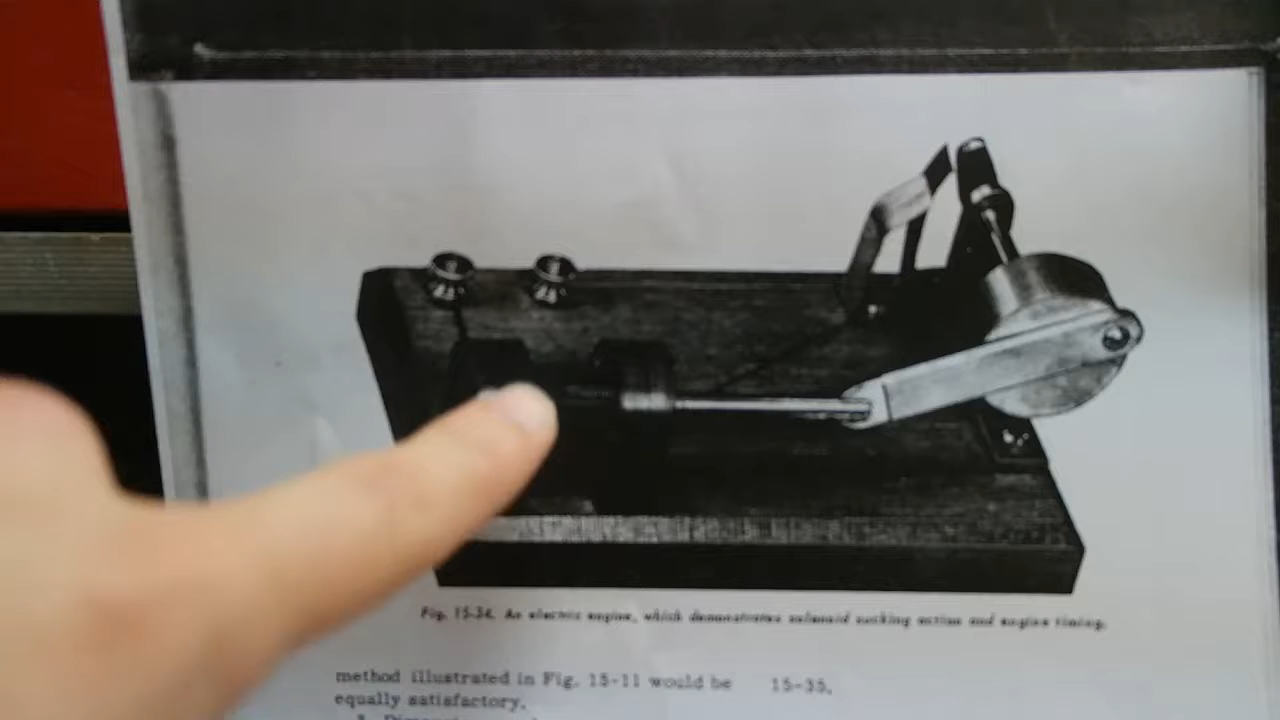 Fig. 15-34. An electric engine, which demonstrates solenoid sucking action and engine timing.
method illustrated in Fig. 15-11 would be 15-35.
equally satisfactory.